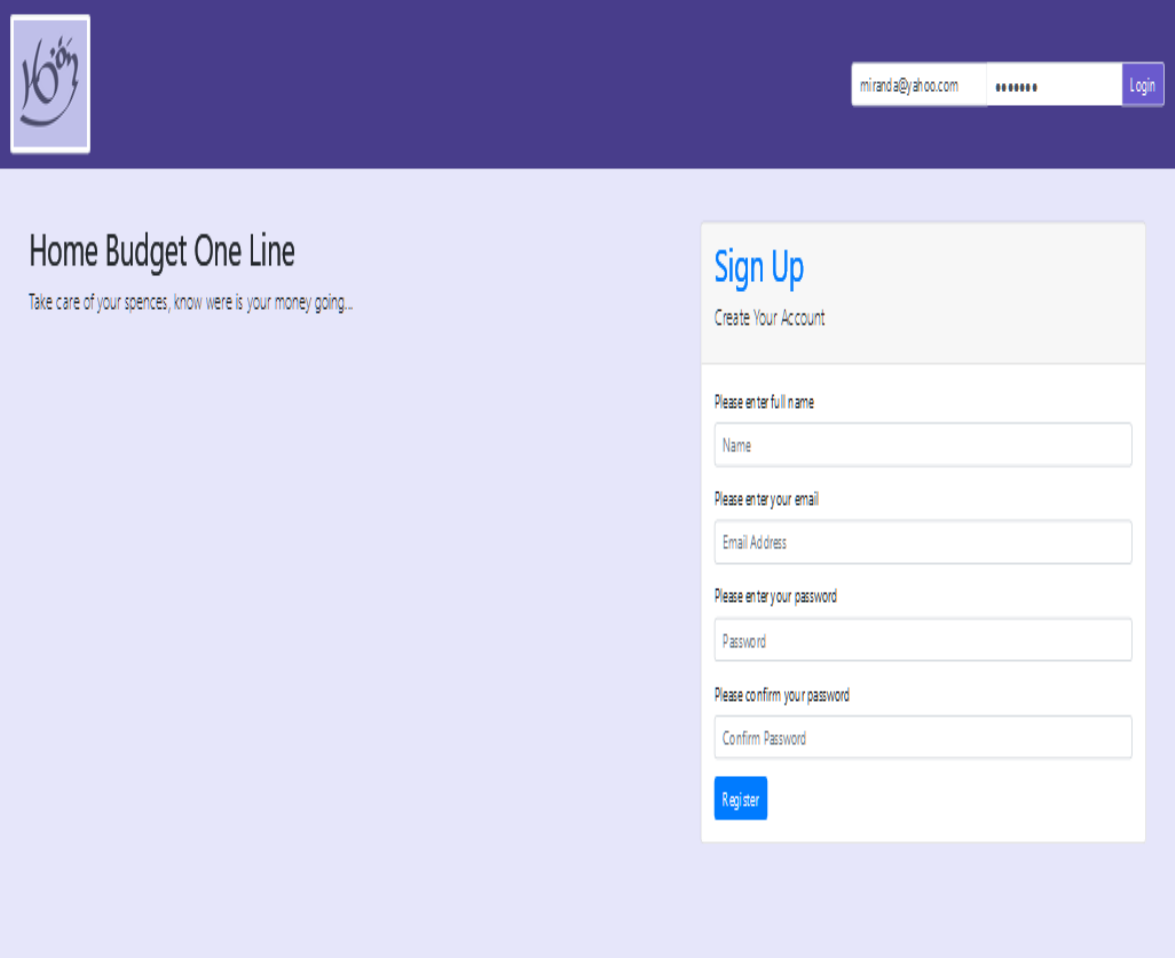 miranda@yahoo.com ••••••• Login
Home Budget One Line
Take care of your spences, know were is your money going...
Sign Up
Create Your Account
Please enter full name
Name
Please enter your email
Email Address
Please enter your password
Password
Please confirm your password
Confirm Password
Register